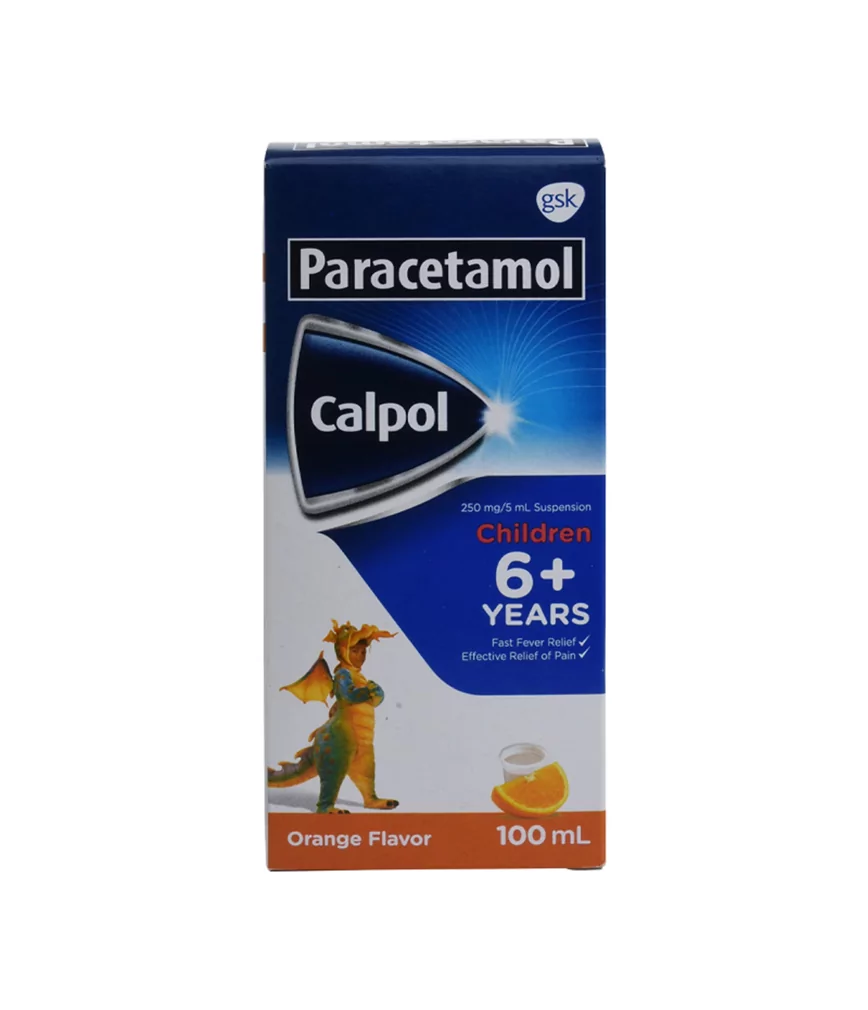 Paracetamol
gsk
Paracetamol
Calpol
250 mg/5 mL Suspension
Children
6+
YEARS
Fast Fever Relief ✓
Effective Relief of Pain ✓
Orange Flavor
100 mL